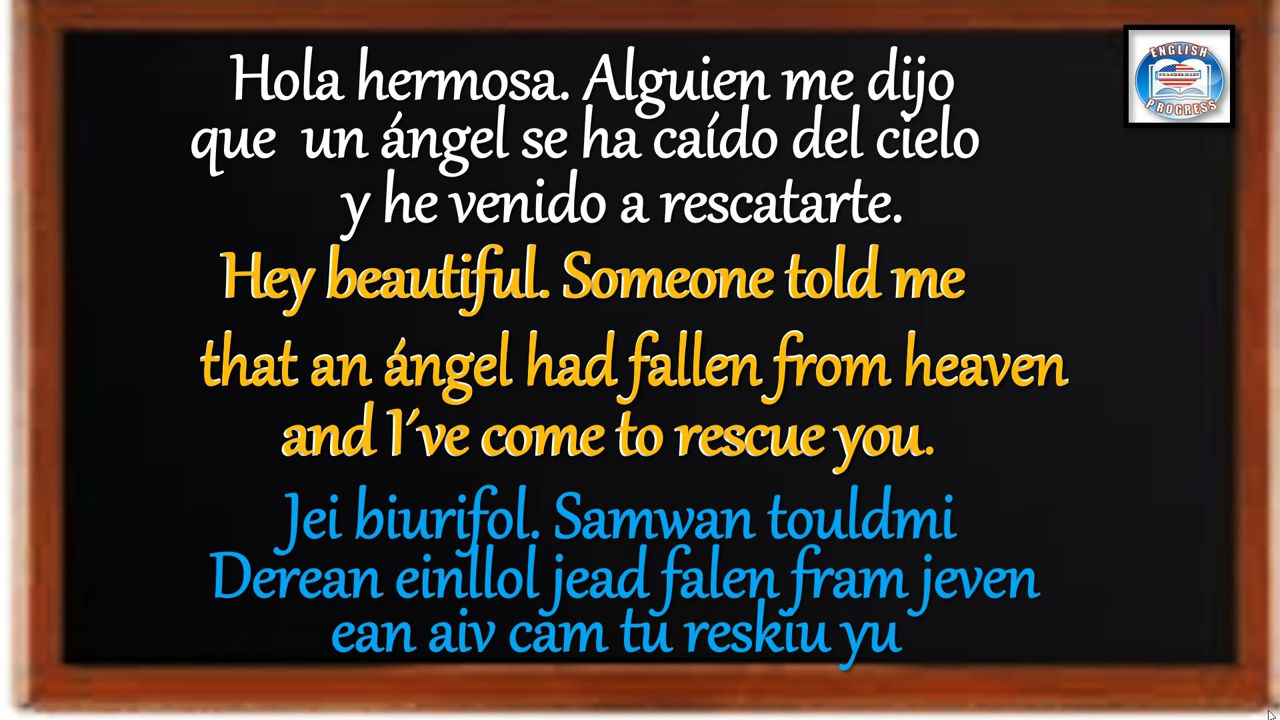 ENGLISH
PROGRESS
Hola hermosa. Alguien me dijo
que un ángel se ha caído del cielo
y he venido a rescatarte.
Hey beautiful. Someone told me
that an ángel had fallen from heaven
and I´ve come to rescue you.
Jei biurifol. Samwan touldmi
Derean einllol jead falen fram jeven
ean aiv cam tu reskiu yu